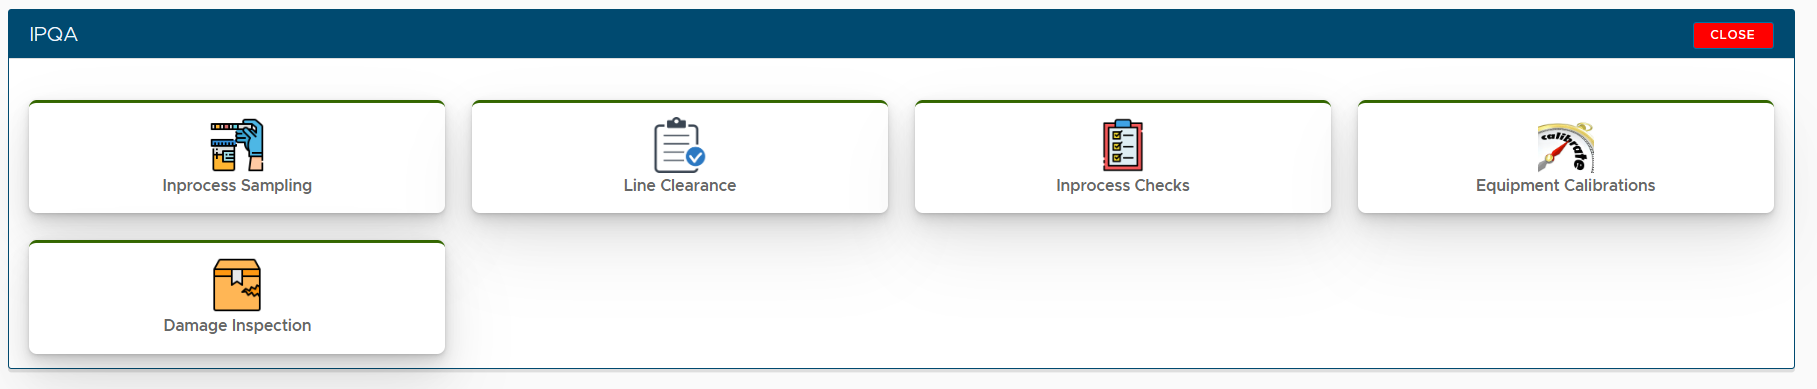 IPQA
CLOSE
Inprocess Sampling
Line Clearance
Inprocess Checks
calibrate
Equipment Calibrations
Damage Inspection